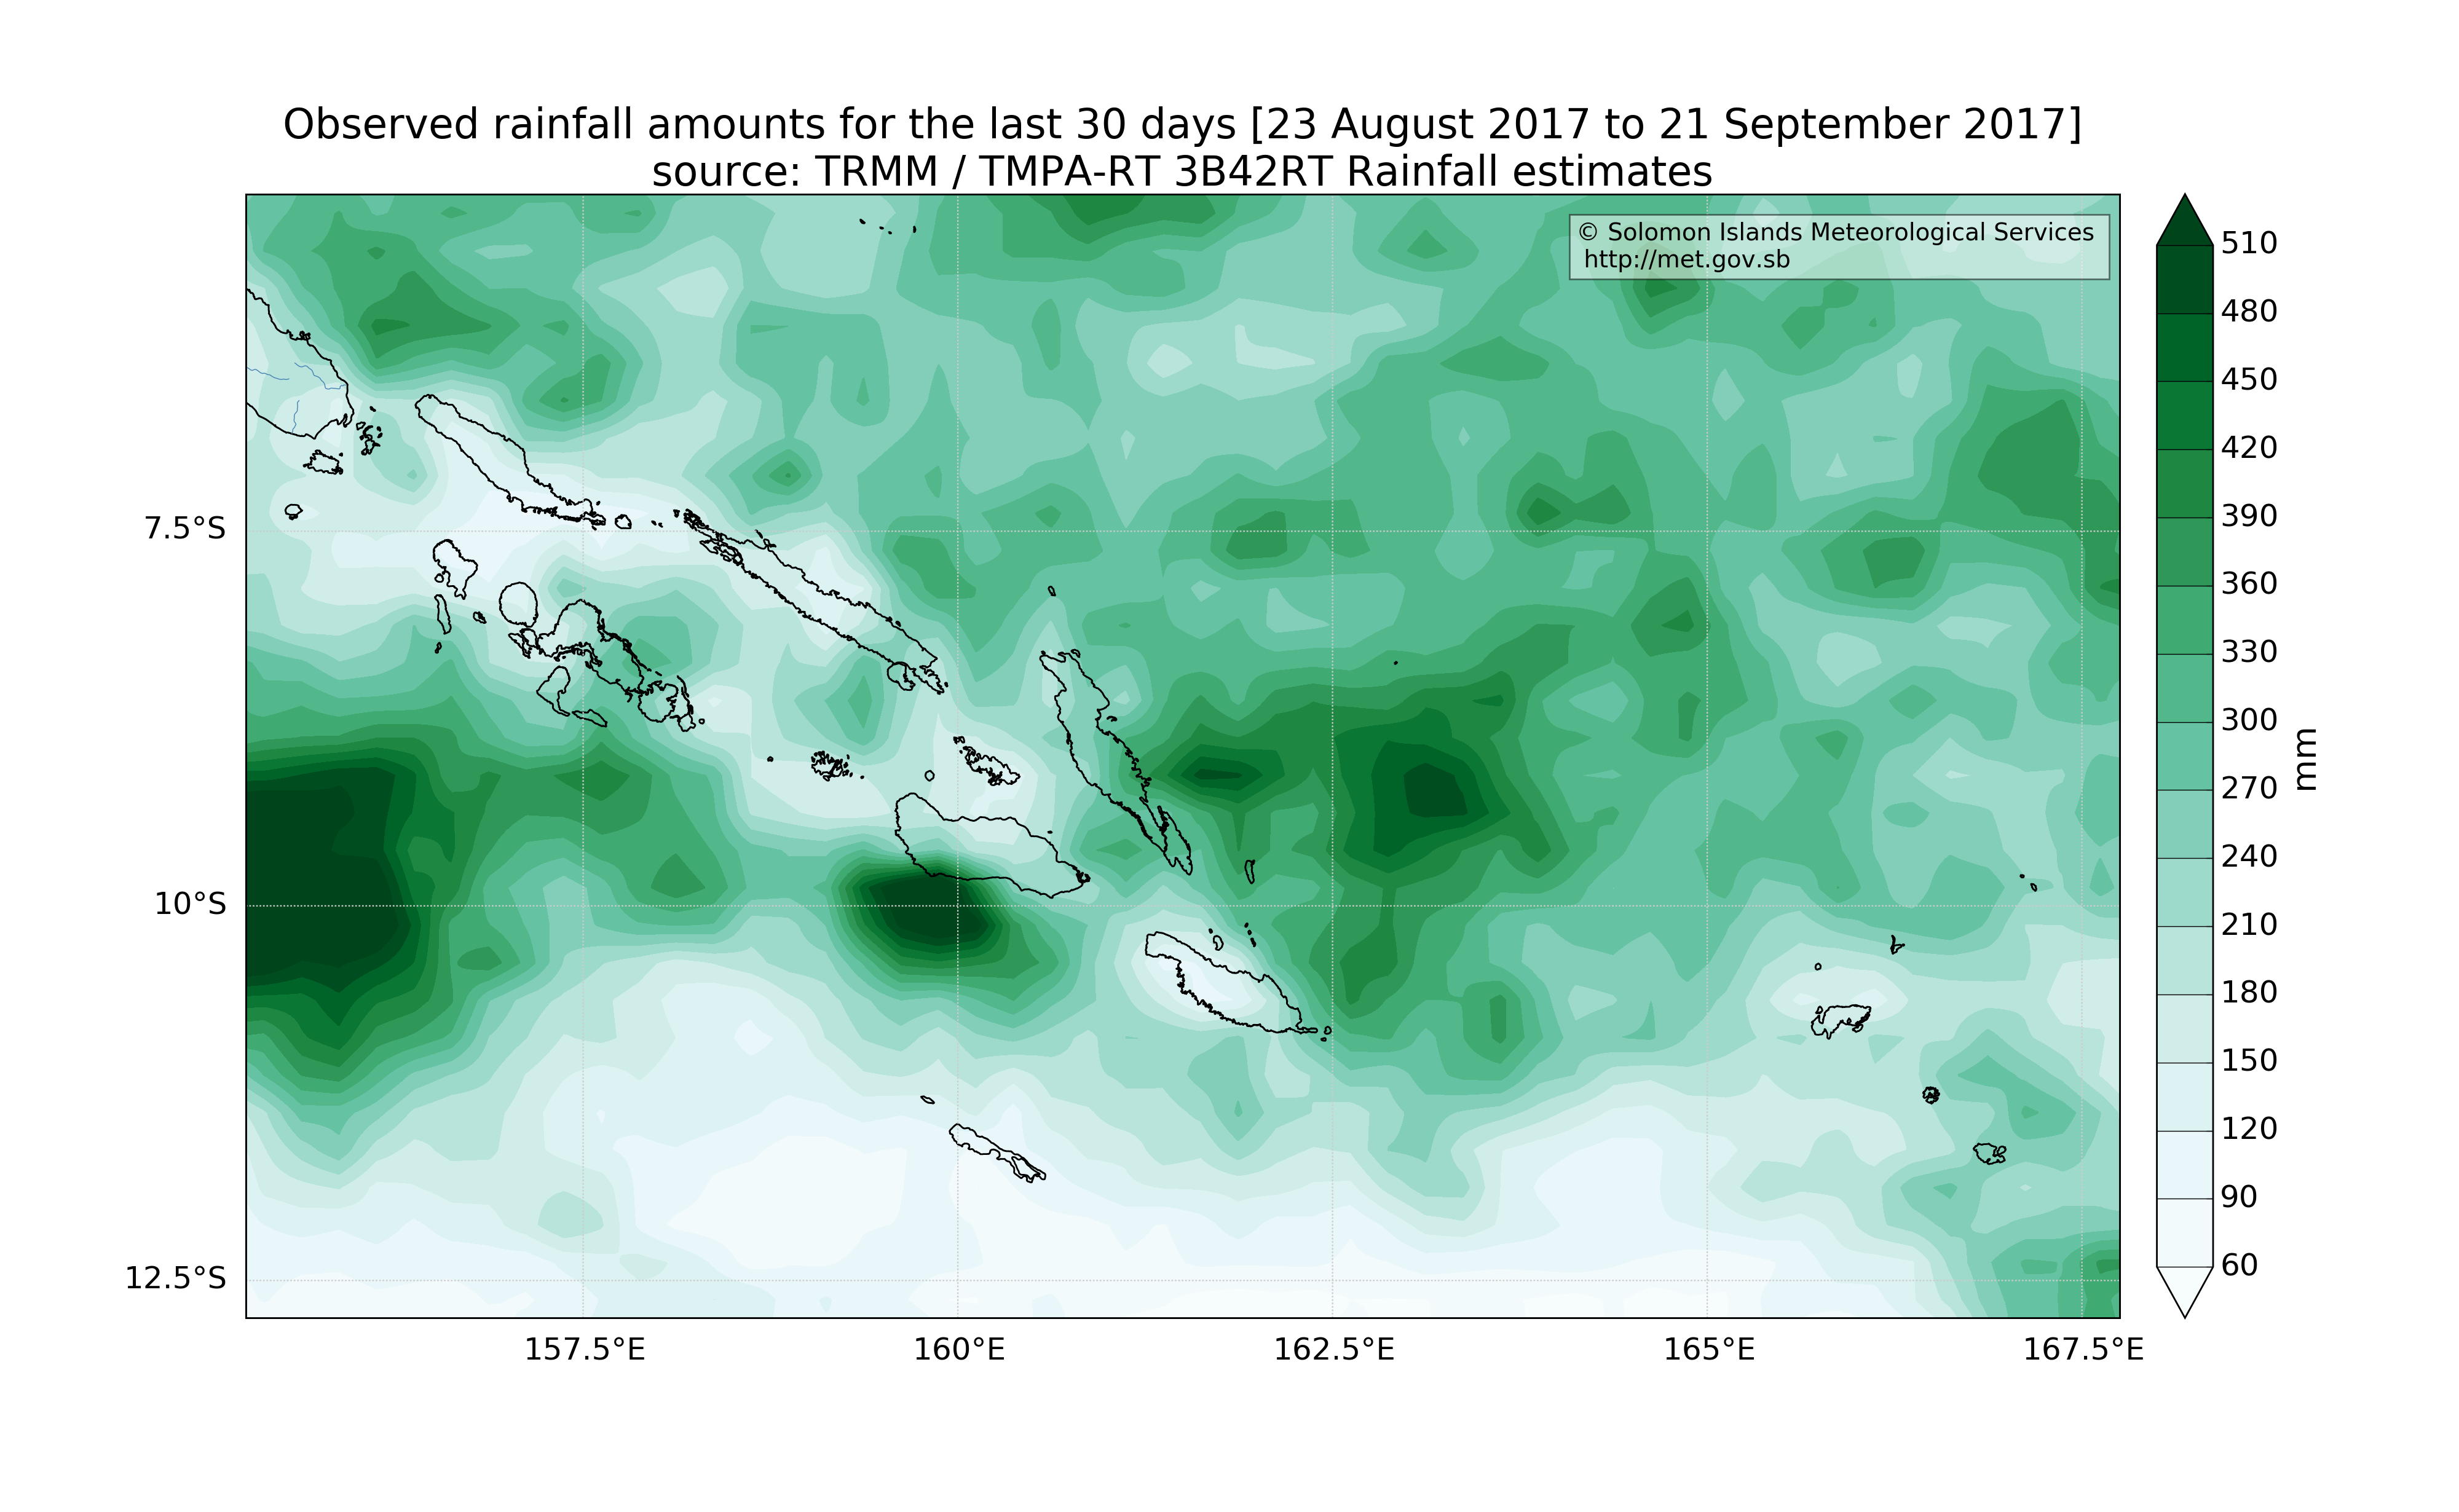 Observed rainfall amounts for the last 30 days [23 August 2017 to 21 September 2017]
source: TRMM / TMPA-RT 3B42RT Rainfall estimates
© Solomon Islands Meteorological Services
http://met.gov.sb
7.5°S
10°S
12.5°S
157.5°E
160°E
162.5°E
165°E
167.5°E
510
480
450
420
390
360
330
300
270
240
210
180
150
120
90
60
mm